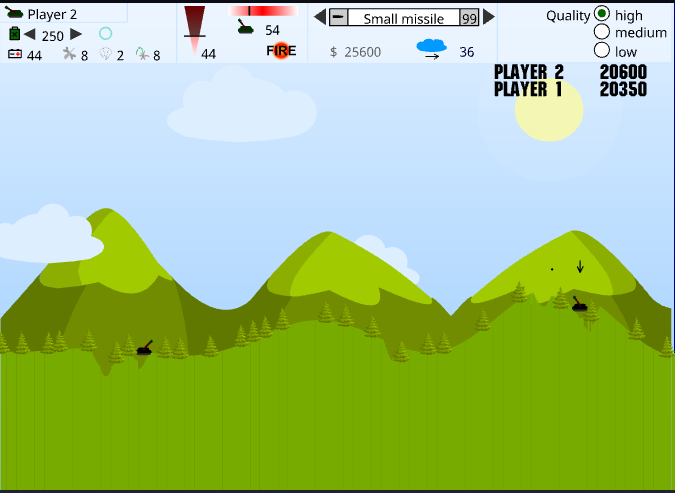 Player 2
250
44 8 2 8
44
54
FIRE
Small missile 99
$ 25600 36
Quality high
medium
low
PLAYER 2 20600
PLAYER 1 20350